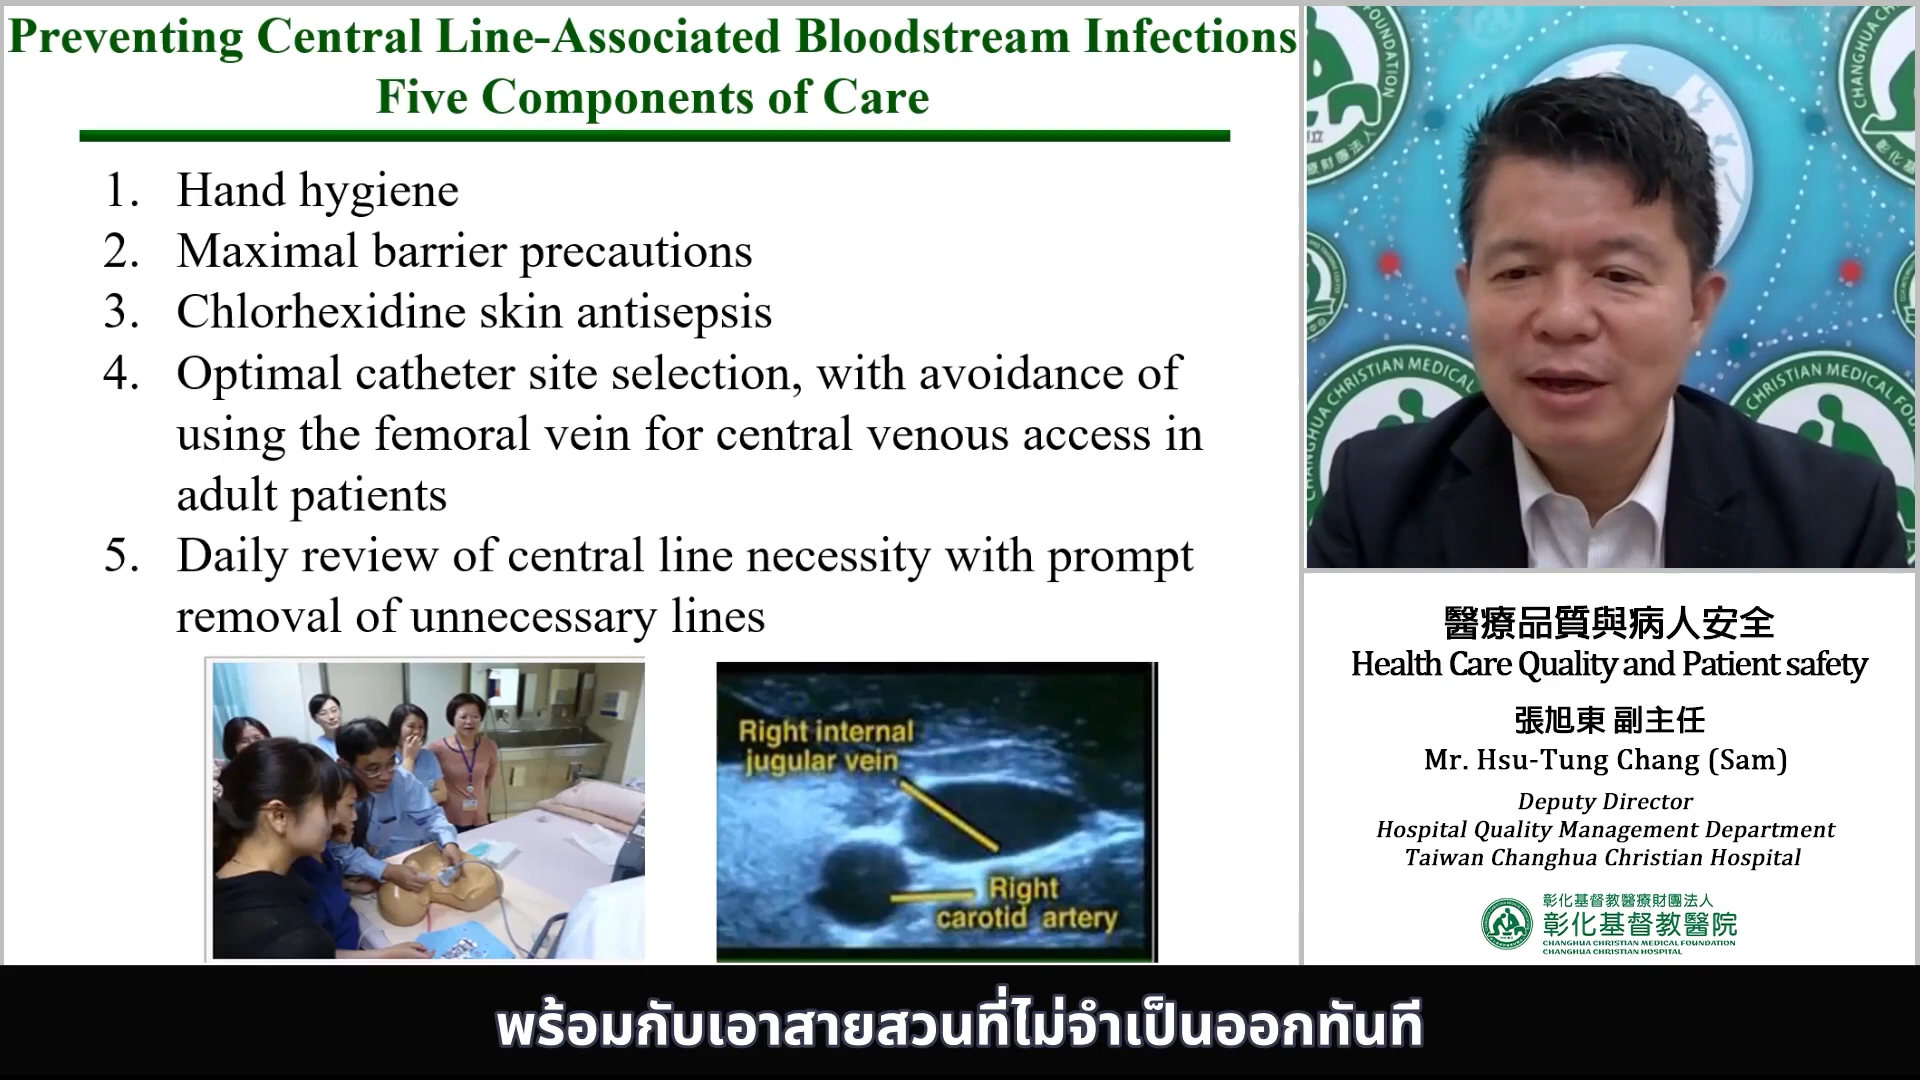 Preventing Central Line-Associated Bloodstream Infections
Five Components of Care
1. Hand hygiene
2. Maximal barrier precautions
3. Chlorhexidine skin antisepsis
4. Optimal catheter site selection, with avoidance of
using the femoral vein for central venous access in
adult patients
5. Daily review of central line necessity with prompt
removal of unnecessary lines
Right internal
jugular vein
Right
carotid artery
FOUNDATION
CHANGHUA
CHANGHUA CHRISTIAN MEDICAL
CHRISTIAN MEDICAL
醫療品質與病人安全
Health Care Quality and Patient safety
張旭東 副主任
Mr. Hsu-Tung Chang (Sam)
Deputy Director
Hospital Quality Management Department
Taiwan Changhua Christian Hospital
彰化基督教醫療財團法人
彰化基督教醫院
CHANGHUA CHRISTIAN MEDICAL FOUNDATION
CHANGHUA CHRISTIAN HOSPITAL
พร้อมกับเอาสายสวนที่ไม่จำเป็นออกทันที